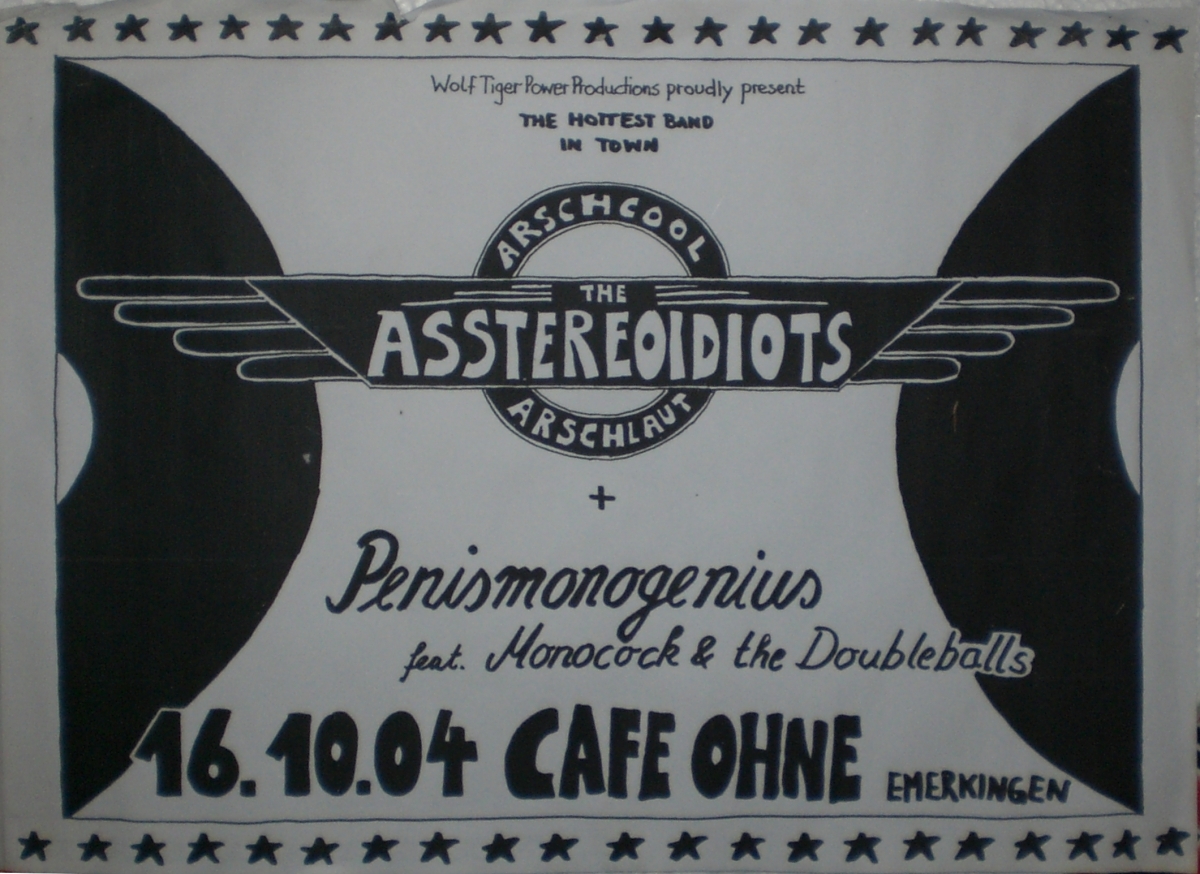 Wolf Tiger Power Productions proudly present
THE HOTTEST BAND
IN TOWN
ARSCHCOOL
THE
ASSTEREOIDIOTS
ARSCHLAUT
+
Penismonogenius
feat. Monocock & the Doubleballs
16.10.04 CAFE OHNE EMERKINGEN